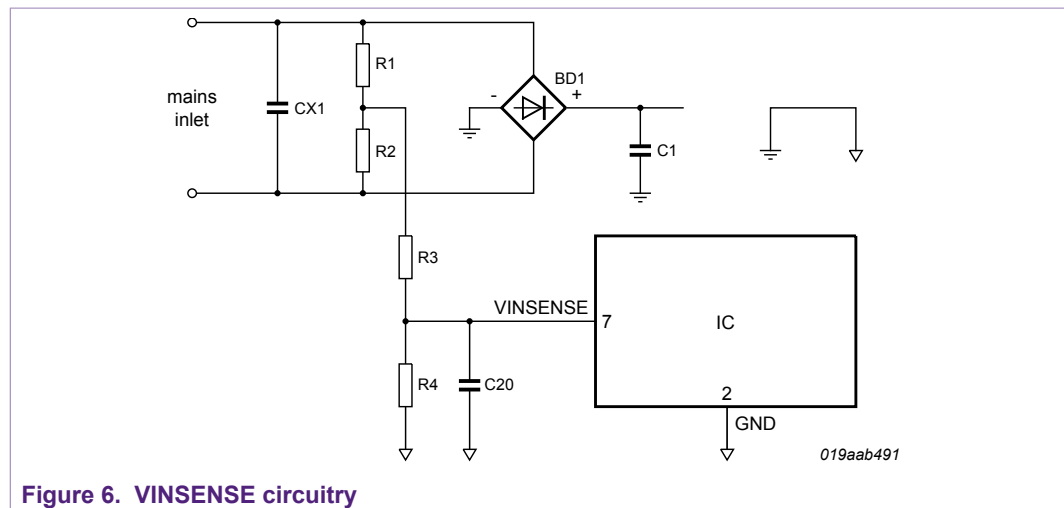 mains
inlet
CX1
R1
R2
BD1
-
+
C1
R3
VINSENSE
7
IC
R4
C20
2
GND
019aab491
Figure 6. VINSENSE circuitry